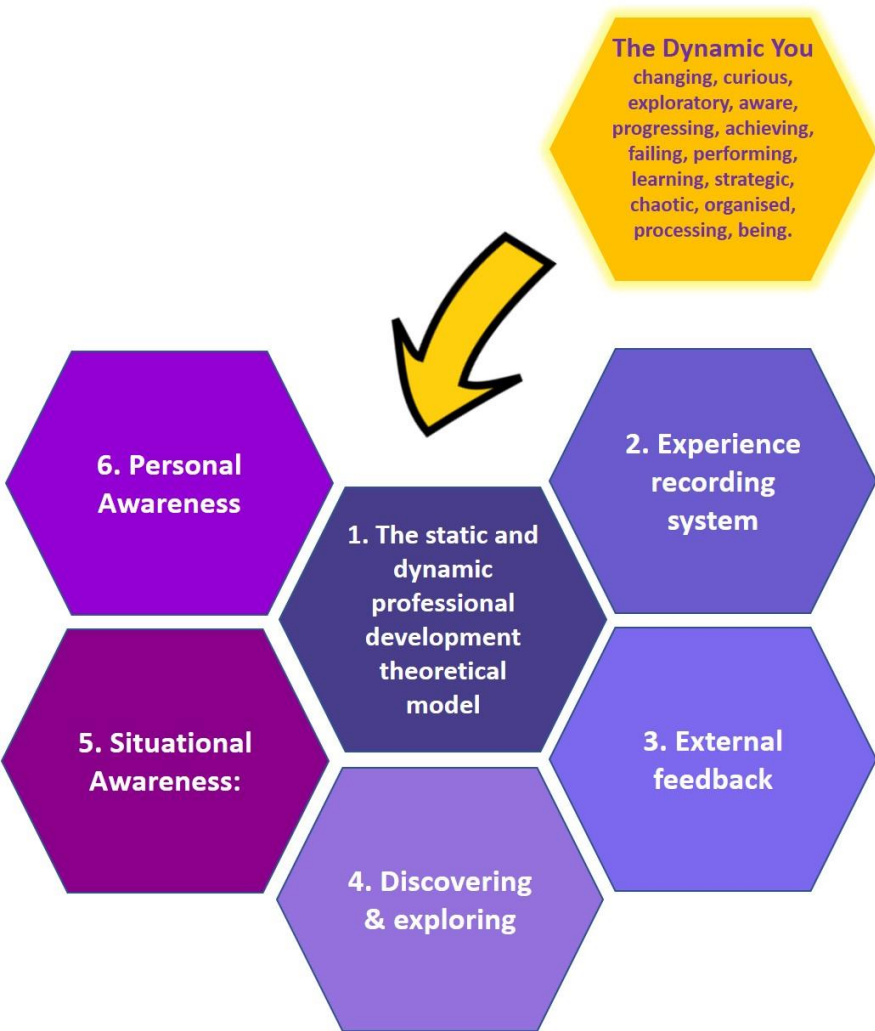 The Dynamic You
changing, curious,
exploratory, aware,
progressing, achieving,
failing, performing,
learning, strategic,
chaotic, organised,
processing, being.
1. The static and
dynamic
professional
development
theoretical
model
2. Experience
recording
system
3. External
feedback
4. Discovering
& exploring
5. Situational
Awareness:
6. Personal
Awareness